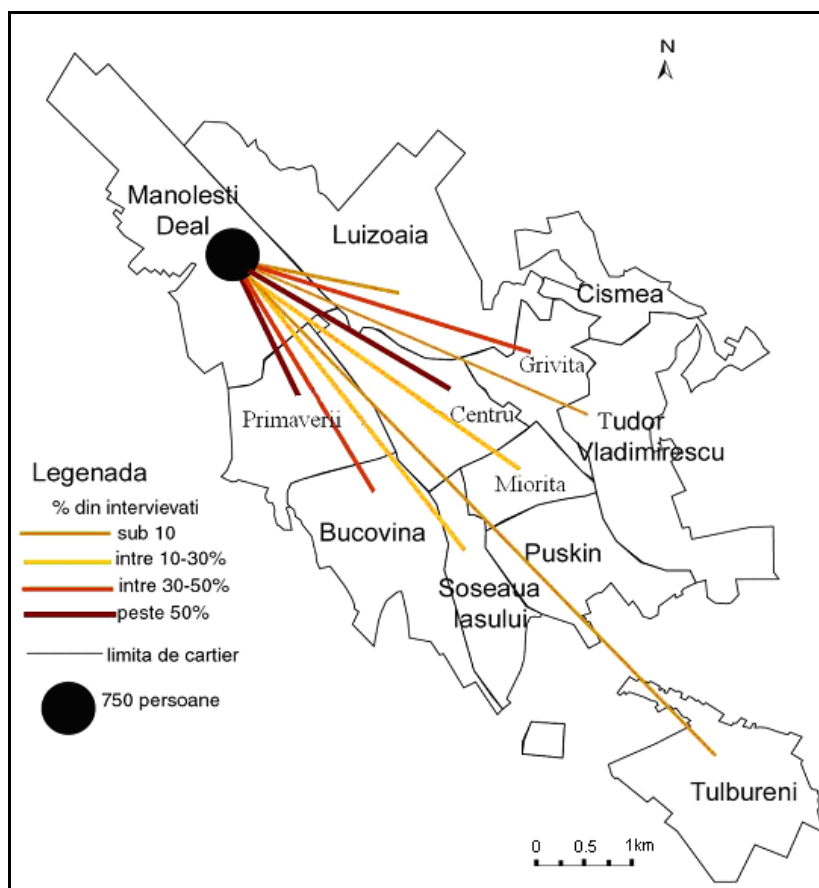 N
Manolesti
Deal
Luizoaia
Cismea
Grivita
Primaverii
Centru
Tudor
Vladimirescu
Miorita
Legenada
% din intervievati
sub 10
intre 10-30%
intre 30-50%
peste 50%
limita de cartier
750 persoane
Bucovina
Puskin
Soseaua
Iasului
Tulbureni
0 0.5 1km